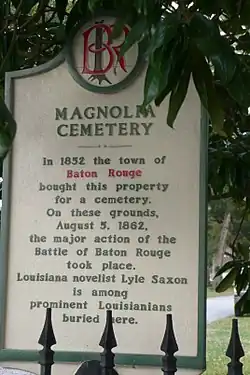 BR
MAGNOLIA
CEMETERY
In 1852 the town of
Baton Rouge
bought this property
for a cemetery.
On these grounds,
August 5, 1862,
the major action of the
Battle of Baton Rouge
took place.
Louisiana novelist Lyle Saxon
is among
prominent Louisianians
buried here.